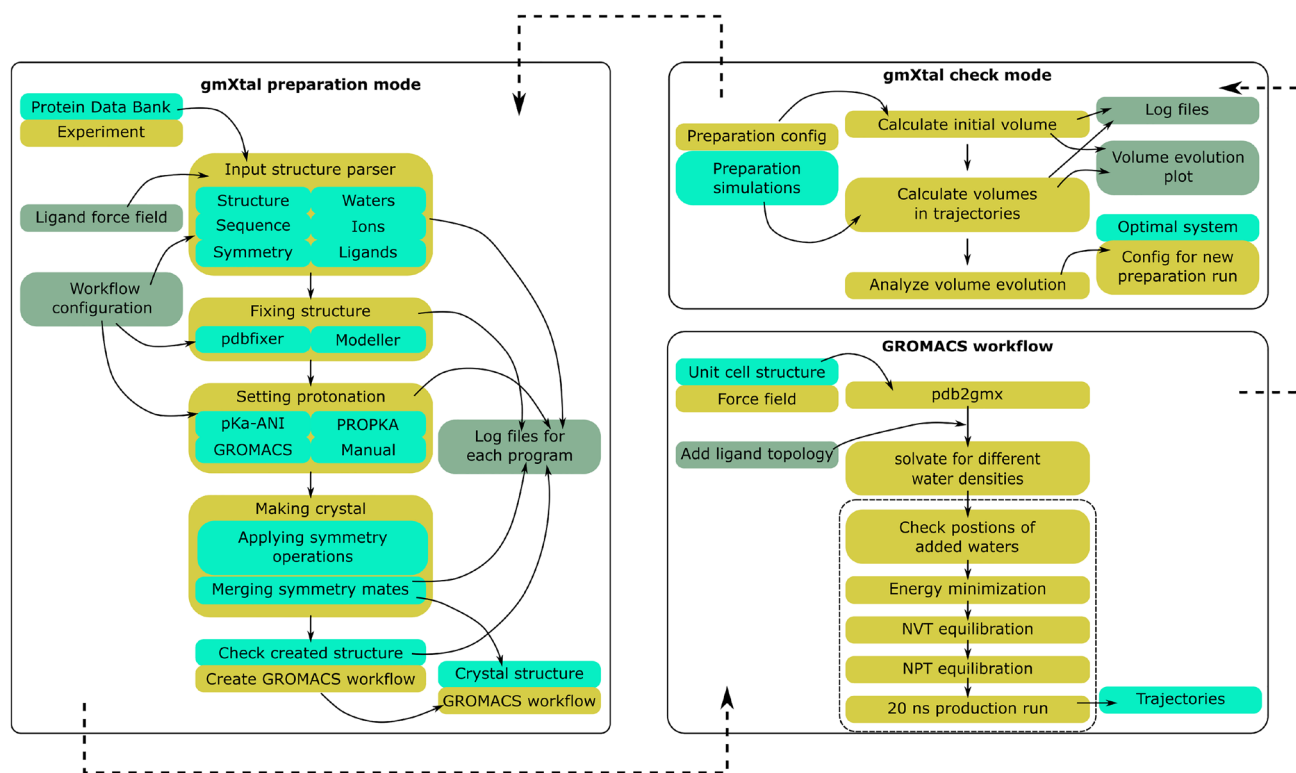 gmXtal preparation mode
Protein Data Bank
Experiment
Input structure parser
Structure
Waters
Sequence
Ions
Symmetry
Ligands
Ligand force field
Workflow
configuration
Fixing structure
pdbfixer
Modeller
Setting protonation
pKa-ANI
PROPKA
GROMACS
Manual
Log files for
each program
Making crystal
Applying symmetry
operations
Merging symmetry mates
Check created structure
Create GROMACS workflow
Crystal structure
GROMACS workflow
gmXtal check mode
Preparation config
Preparation
simulations
Calculate initial volume
Log files
Volume evolution
plot
Calculate volumes
in trajectories
Optimal system
Config for new
preparation run
Analyze volume evolution
GROMACS workflow
Unit cell structure
Force field
pdb2gmx
Add ligand topology
solvate for different
water densities
Check postions of
added waters
Energy minimization
NVT equilibration
NPT equilibration
20 ns production run
Trajectories